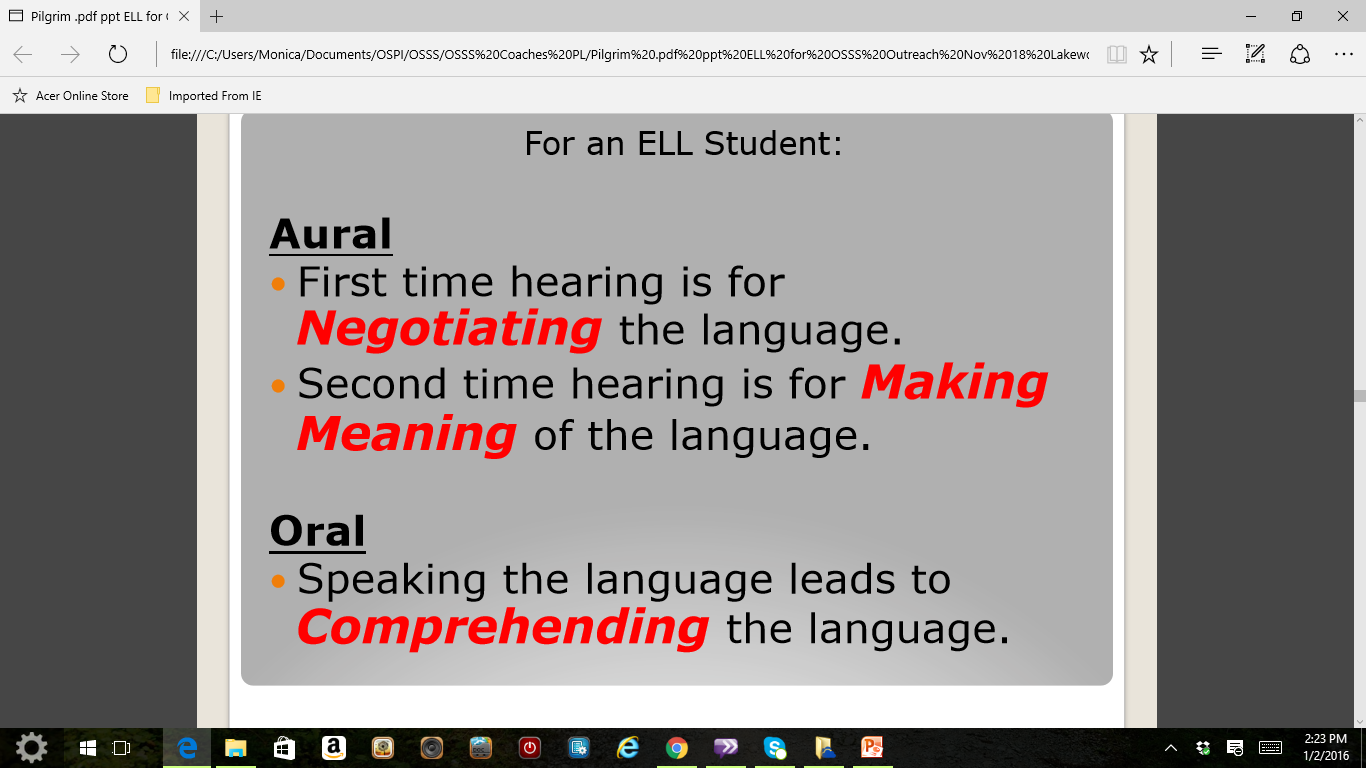 Pilgrim .pdf ppt ELL for
file:///C:/Users/Monica/Documents/OSPI/OSSS/OSSS%20Coaches%20PL/Pilgrim%20.pdf%20ppt%20ELL%20for%20OSSS%20Outreach%20Nov%2018%20Lakewo
Acer Online Store Imported From IE
For an ELL Student:
Aural
First time hearing is for
Negotiating the language.
Second time hearing is for Making
Meaning of the language.
Oral
Speaking the language leads to
Comprehending the language.
2:23 PM
1/2/2016